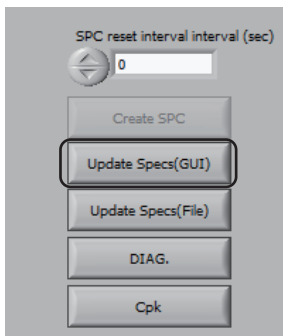 SPC reset interval interval (sec)
0
Create SPC
Update Specs(GUI)
Update Specs(File)
DIAG.
Cpk